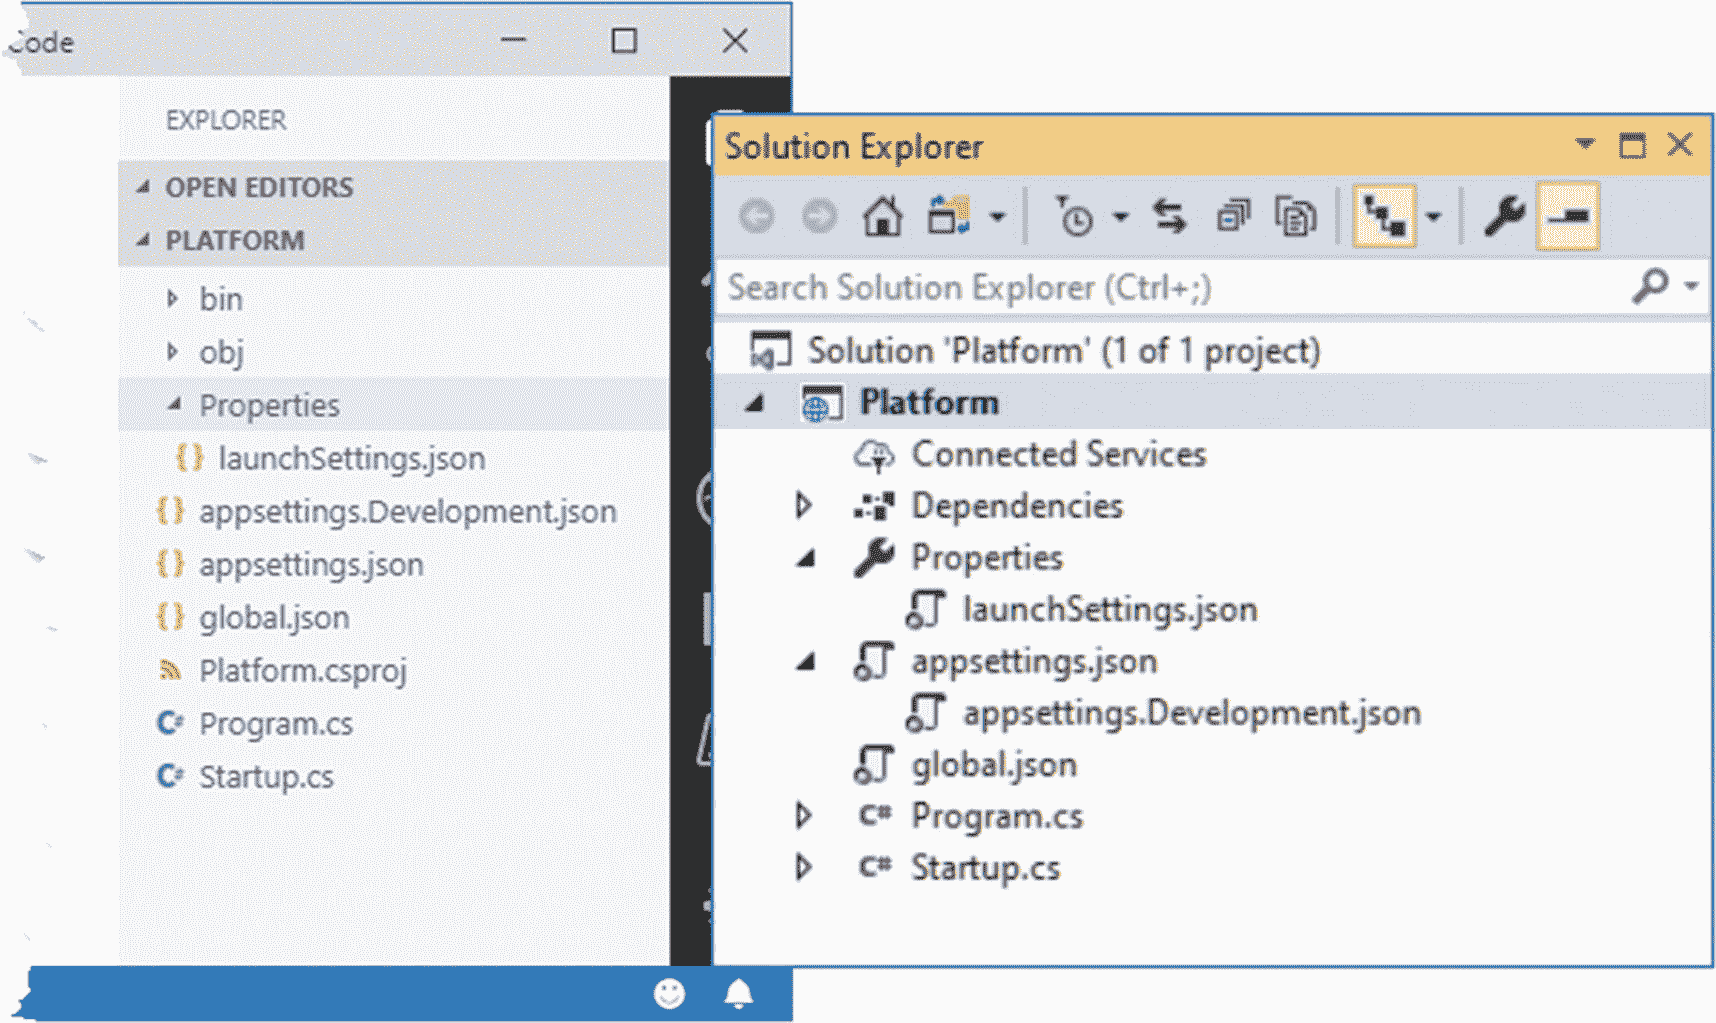 Code
EXPLORER
OPEN EDITORS
PLATFORM
bin
obj
Properties
launchSettings.json
appsettings.Development.json
appsettings.json
global.json
Platform.csproj
C# Program.cs
C# Startup.cs
Solution Explorer
Search Solution Explorer (Ctrl+;)
Solution 'Platform' (1 of 1 project)
Platform
Connected Services
Dependencies
Properties
launchSettings.json
appsettings.json
appsettings.Development.json
global.json
C# Program.cs
C# Startup.cs